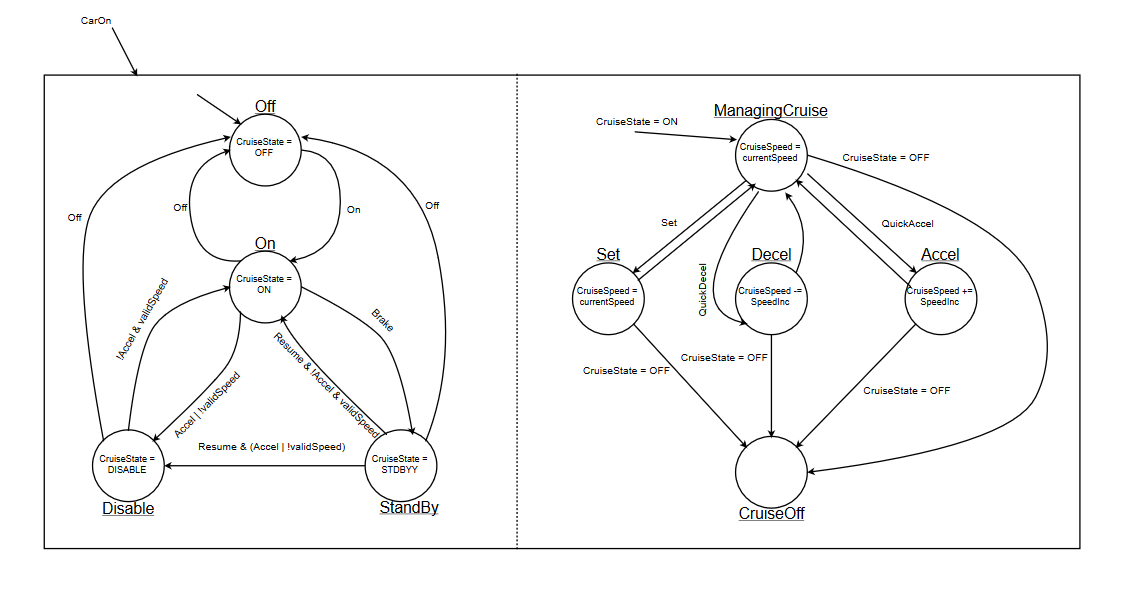 CarOn
Off
CruiseState =
OFF
Off
Off
On
Off
On
CruiseState =
ON
!Accel & validSpeed
Accel | !validSpeed
Resume & !Accel & validSpeed
Brake
Resume & (Accel | !validSpeed)
CruiseState =
DISABLE
Disable
CruiseState =
STDBYY
StandBy
ManagingCruise
CruiseState = ON
CruiseSpeed =
currentSpeed
CruiseState = OFF
Set
QuickAccel
Set
CruiseSpeed =
currentSpeed
QuickDecel
Decel
CruiseSpeed -=
SpeedInc
Accel
CruiseSpeed +=
SpeedInc
CruiseState = OFF
CruiseState = OFF
CruiseState = OFF
CruiseOff